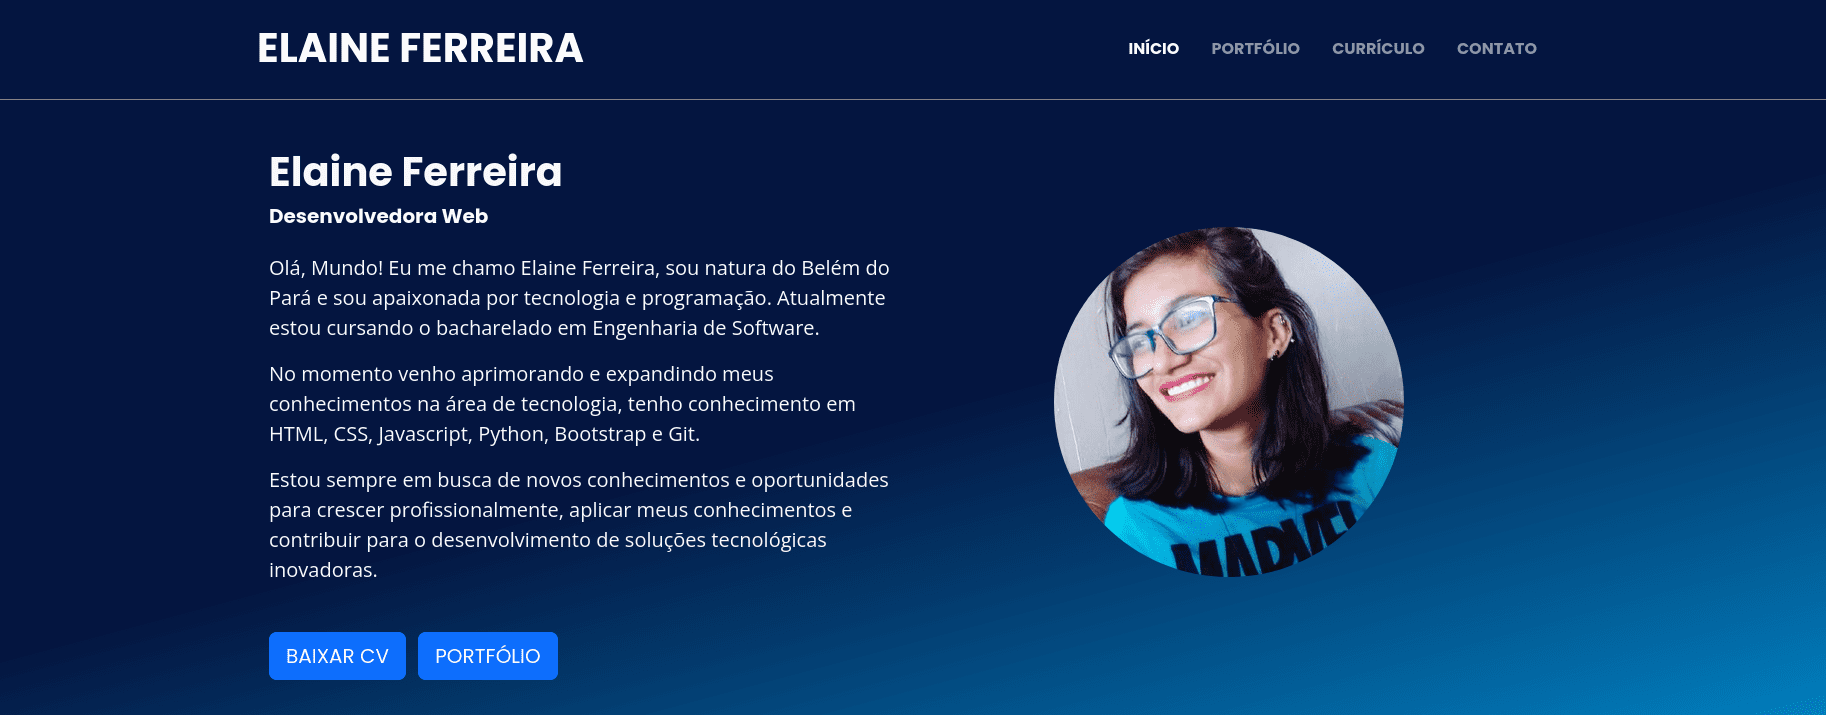 ELAINE FERREIRA
INÍCIO PORTFÓLIO CURRÍCULO CONTATO
Elaine Ferreira
Desenvolvedora Web
Olá, Mundo! Eu me chamo Elaine Ferreira, sou natura do Belém do
Pará e sou apaixonada por tecnologia e programação. Atualmente
estou cursando o bacharelado em Engenharia de Software.
No momento venho aprimorando e expandindo meus
conhecimentos na área de tecnologia, tenho conhecimento em
HTML, CSS, Javascript, Python, Bootstrap e Git.
Estou sempre em busca de novos conhecimentos e oportunidades
para crescer profissionalmente, aplicar meus conhecimentos e
contribuir para o desenvolvimento de soluções tecnológicas
inovadoras.
MARVEL
BAIXAR CV PORTFÓLIO